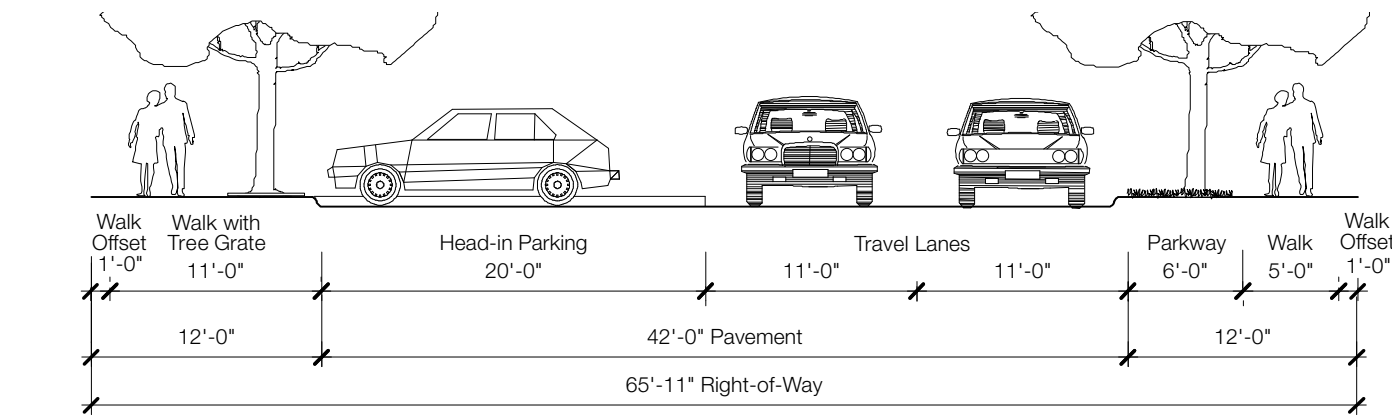 Walk Offset
1'-0"
Walk with Tree Grate
11'-0"
Head-in Parking
20'-0"
Travel Lanes
11'-0"
11'-0"
Parkway
6'-0"
Walk
5'-0"
Walk Offset
1'-0"
12'-0"
42'-0" Pavement
12'-0"
65'-11" Right-of-Way